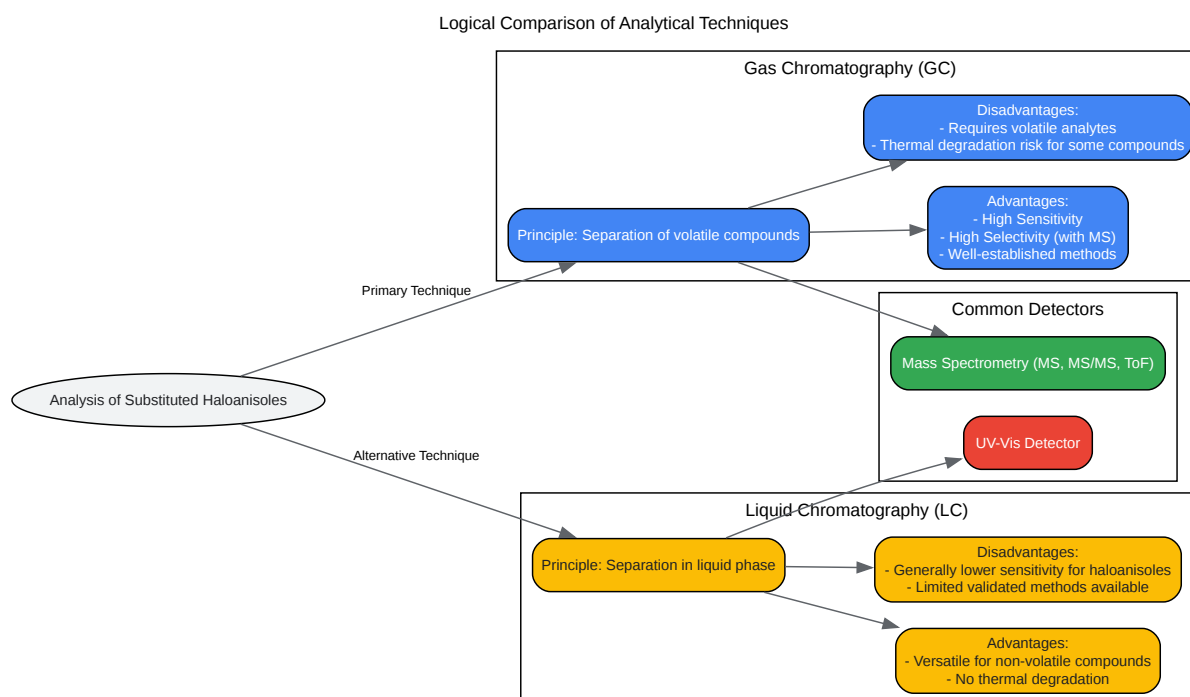 Logical Comparison of Analytical Techniques
Gas Chromatography (GC)
Disadvantages:
- Requires volatile analytes
- Thermal degradation risk for some compounds
Advantages:
- High Sensitivity
- High Selectivity (with MS)
- Well-established methods
Principle: Separation of volatile compounds
Primary Technique
Common Detectors
Mass Spectrometry (MS, MS/MS, ToF)
UV-Vis Detector
Analysis of Substituted Haloanisoles
Alternative Technique
Liquid Chromatography (LC)
Principle: Separation in liquid phase
Disadvantages:
- Generally lower sensitivity for haloanisoles
- Limited validated methods available
Advantages:
- Versatile for non-volatile compounds
- No thermal degradation